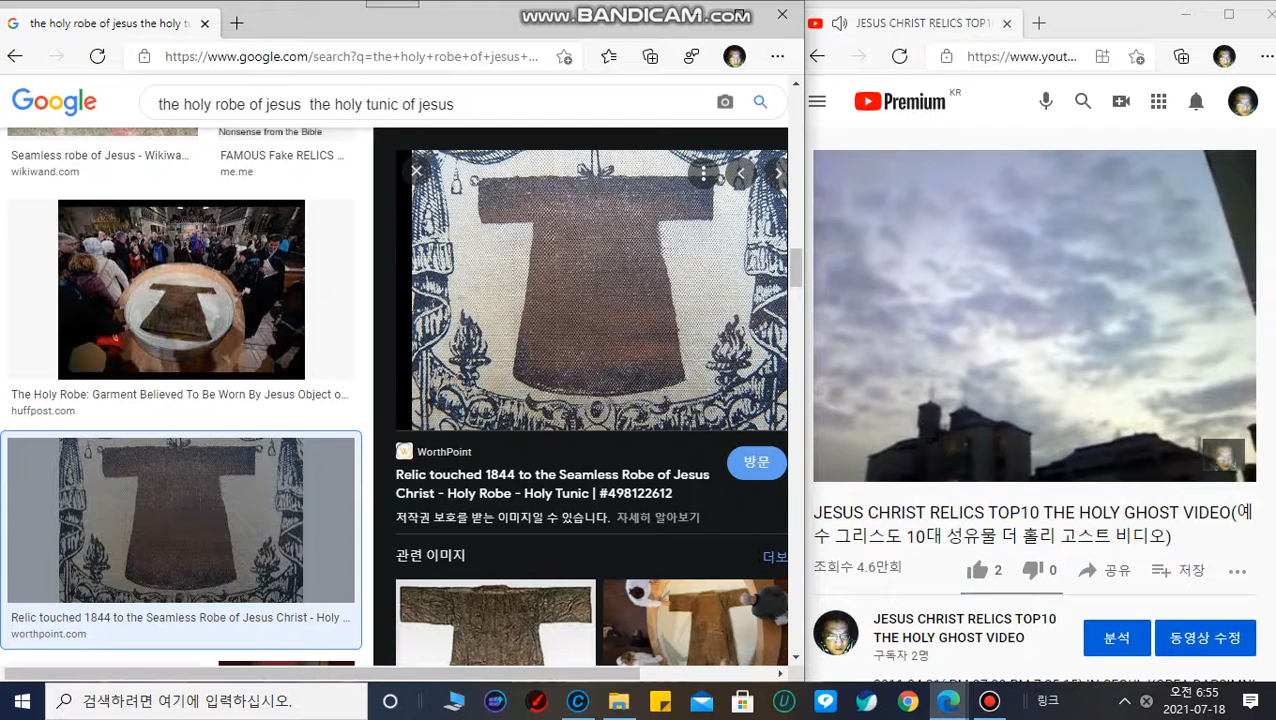 www.BANDICAM.com
the holy robe of jesus the holy tu
https://www.google.com/search?q=the+holy+robe+of+jesus+...
Google
the holy robe of jesus  the holy tunic of jesus
Nonsense from the Bible
Seamless robe of Jesus - Wikiwa...
wikiwand.com
FAMOUS Fake RELICS ...
me.me
The Holy Robe: Garment Believed To Be Worn By Jesus Object o...
huffpost.com
Relic touched 1844 to the Seamless Robe of Jesus Christ - Holy ...
worthpoint.com
WorthPoint
Relic touched 1844 to the Seamless Robe of Jesus
Christ - Holy Robe - Holy Tunic | #498122612
방문
저작권 보호를 받는 이미지일 수 있습니다. 자세히 알아보기
관련 이미지
더보
JESUS CHRIST RELICS TOP1
https://www.yout...
Premium KR
JESUS CHRIST RELICS TOP10 THE HOLY GHOST VIDEO(예
수 그리스도 10대 성유물 더 홀리 고스트 비디오)
조회수 4.6만회
2
0
공유
저장
JESUS CHRIST RELICS TOP10
THE HOLY GHOST VIDEO
구독자 2명
분석
동영상 수정
검색하려면 여기에 입력하십시오.
링크
오전 6:55
2021-07-18